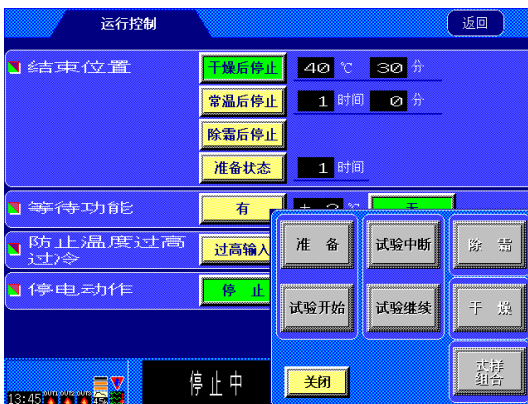 运行控制
返回
结束位置
干燥后停止 40 ℃ 30 分
常温后停止 1 时间 0 分
除霜后停止
准备状态 1 时间
等待功能
有
防止温度过高
过冷
过高输入
停电动作
停 止
准 备 试验中断 除 霜
试验开始 试验继续 干 燥
式样
组合
关闭
停止中
13:45